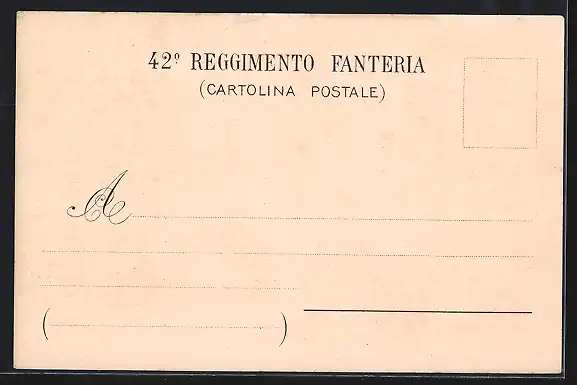 42º REGGIMENTO FANTERIA
(CARTOLINA POSTALE)
A
( )